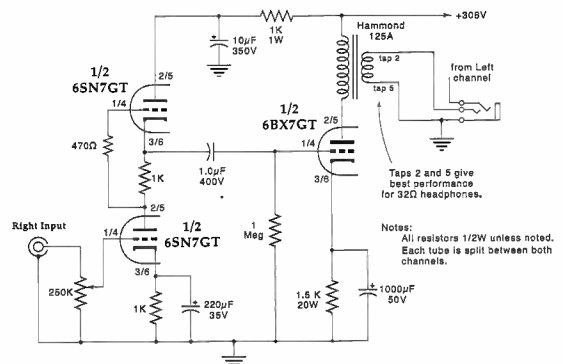 +308V
Hammond
125A
1K
1W
10µF
350V
tap 2
from Left
channel
1/2
6SN7GT
2/5
tap 5
1/4
1/2
6BX7GT
2/5
3/6
470Ω
1/4
1.0µF
400V
3/6
Taps 2 and 5 give
best performance
for 32Ω headphones.
1K
2/5
Right Input
1/4
1/2
6SN7GT
1
Meg
Notes:
All resistors 1/2W unless noted.
Each tube is split between both
channels.
3/6
250K
1K
220µF
35V
1.5 K
20W
1000µF
50V